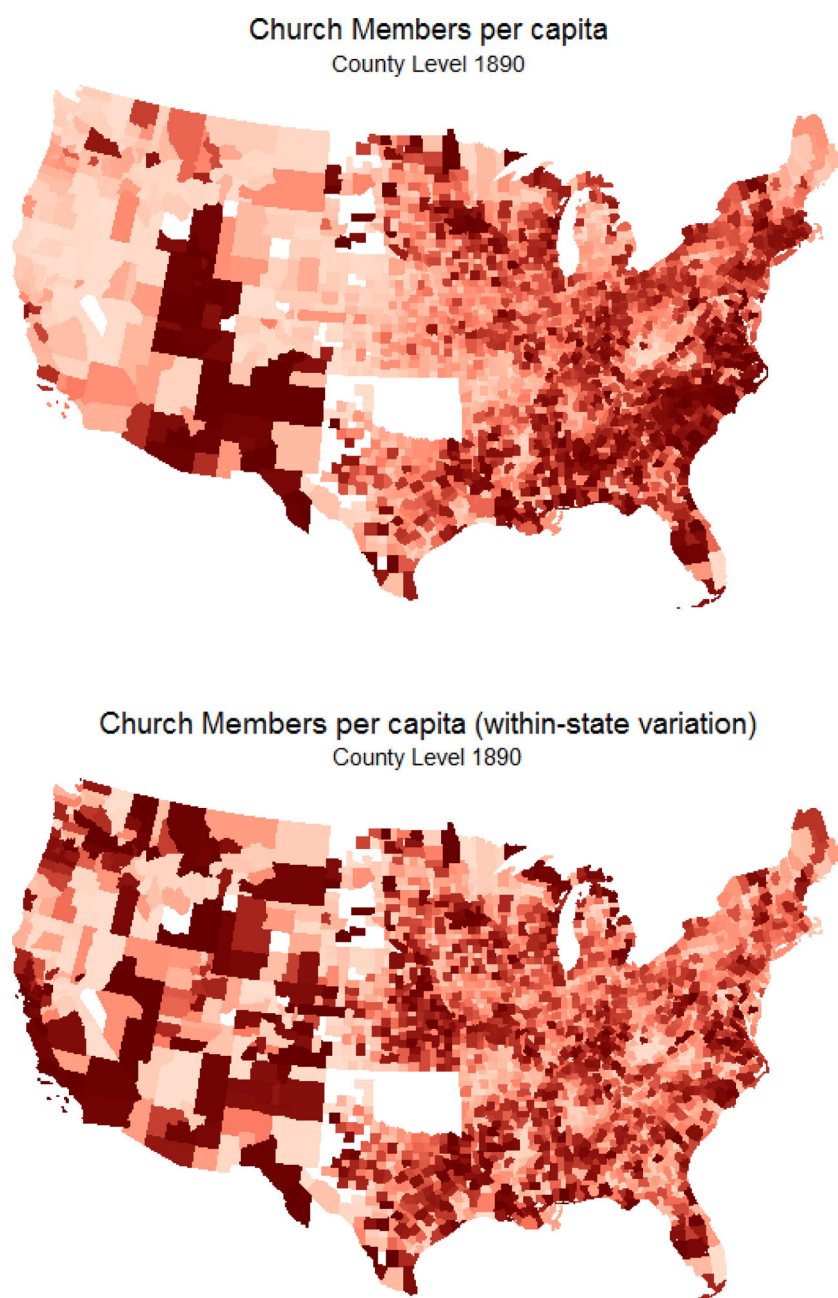 Church Members per capita
County Level 1890
Church Members per capita (within-state variation)
County Level 1890